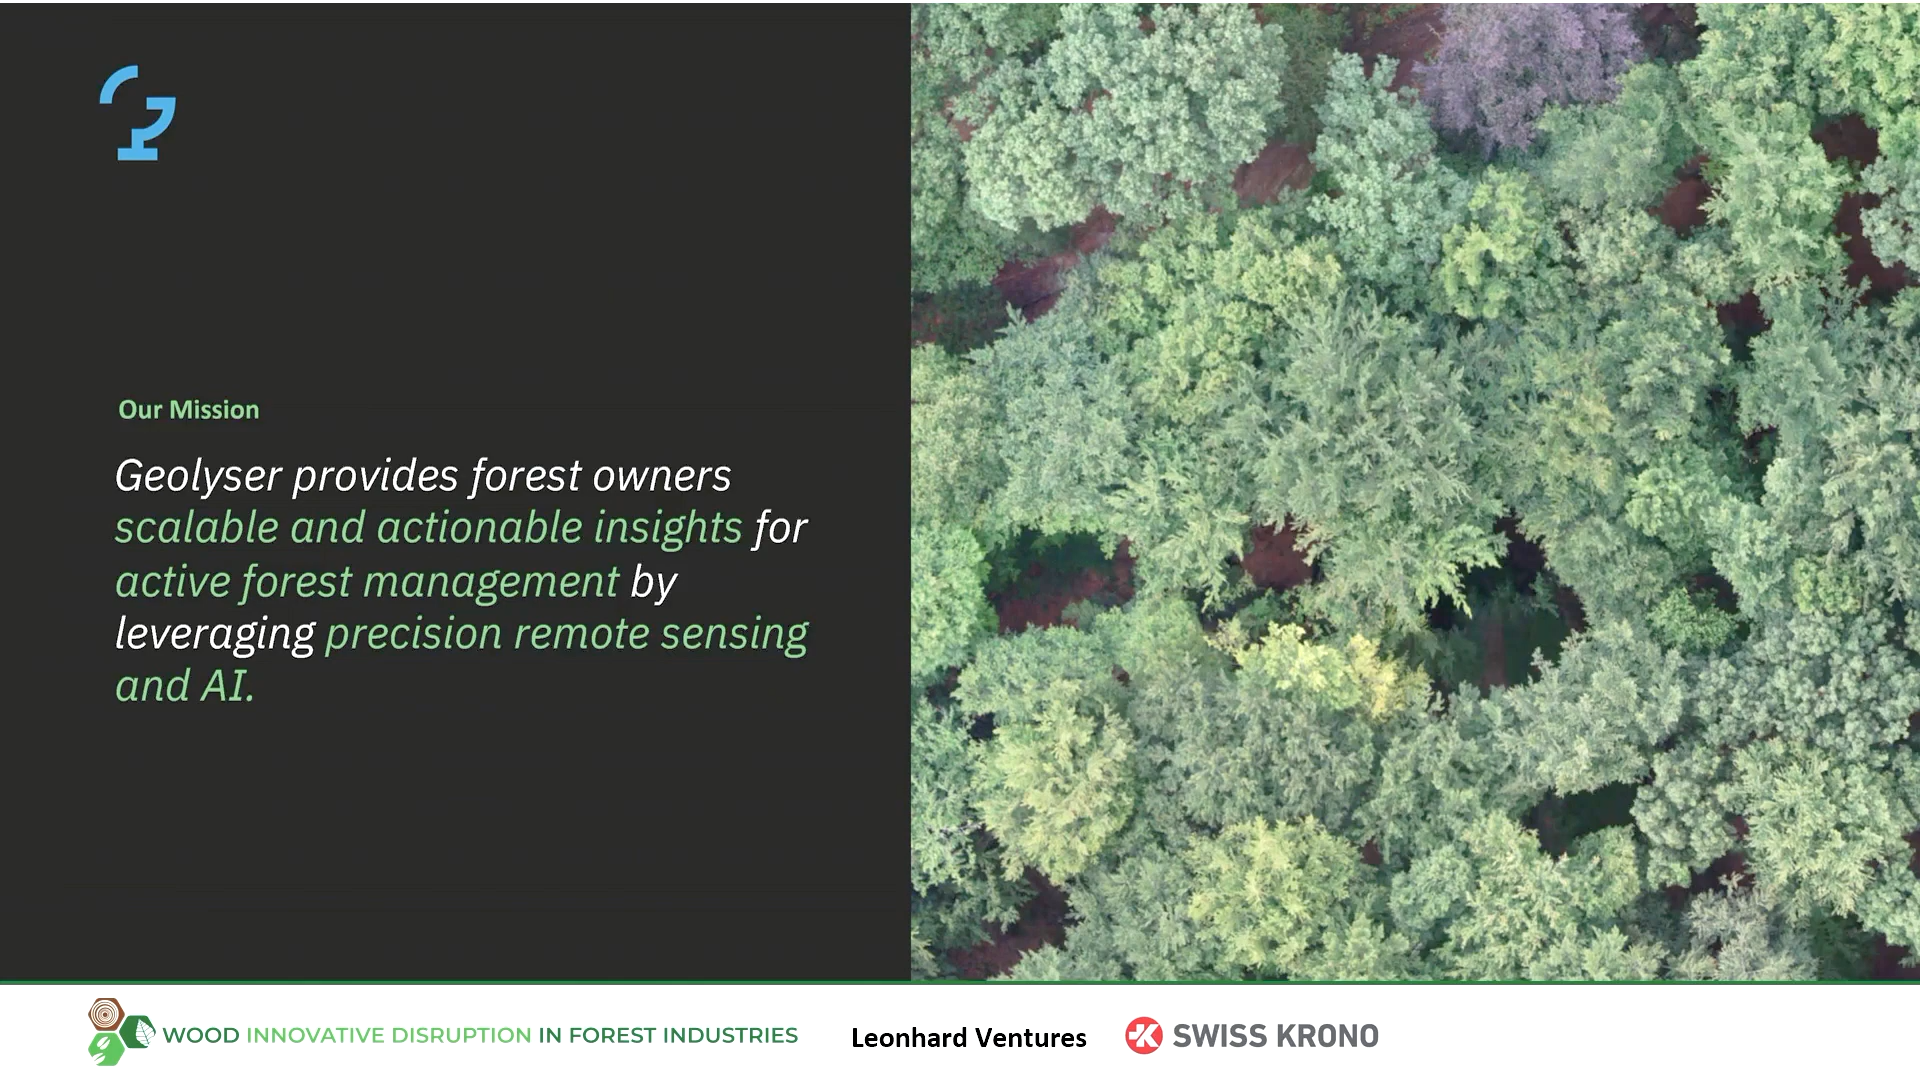 Our Mission
Geolyser provides forest owners
scalable and actionable insights for
active forest management by
leveraging precision remote sensing
and AI.
WOOD INNOVATIVE DISRUPTION IN FOREST INDUSTRIES
Leonhard Ventures
SWISS KRONO